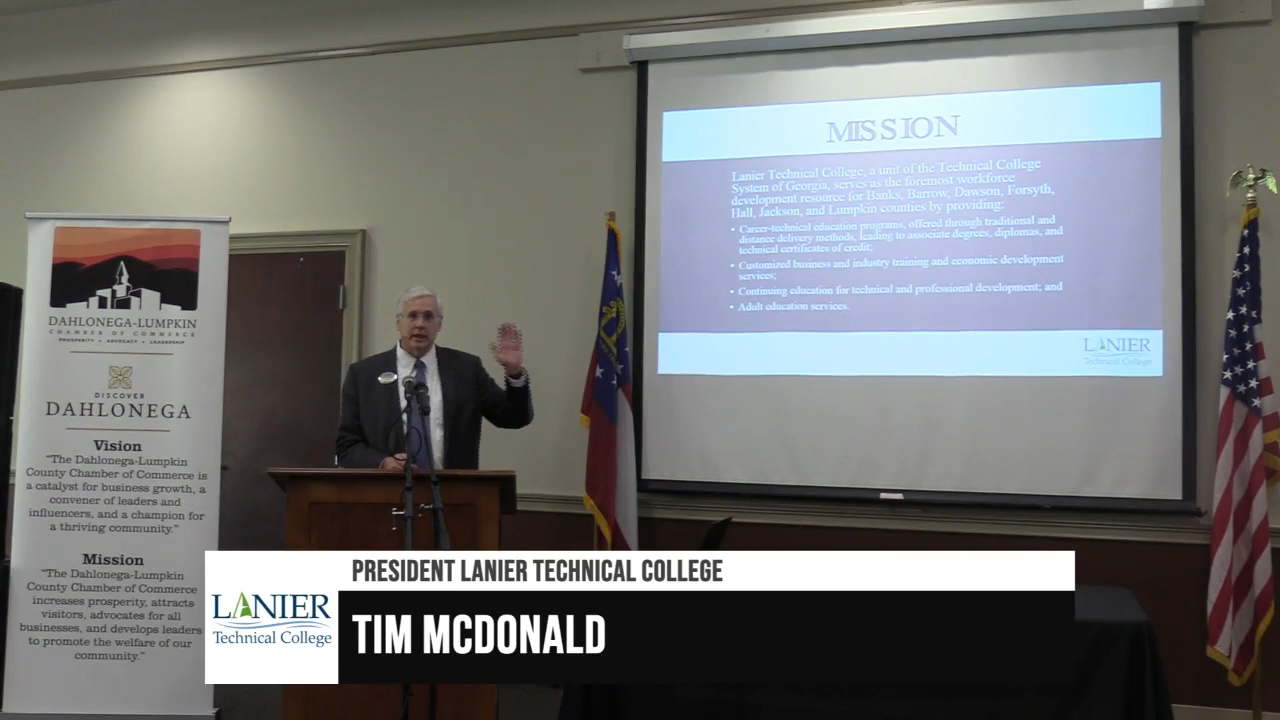 DAHLONEGA-LUMPKIN
CHAMBER OF COMMERCE
PROSPERITY • ADVOCACY • LEADERSHIP
DISCOVER
DAHLONEGA
Vision
"The Dahlonega-Lumpkin
County Chamber of Commerce is
a catalyst for business growth, a
convener of leaders and
influencers, and a champion for
a thriving community."
Mission
"The Dahlonega-Lumpkin
County Chamber of Commerce
increases prosperity, attracts
visitors, advocates for all
businesses, and develops leaders
to promote the welfare of our
community."
MISSION
Lanier Technical College, a unit of the Technical College
System of Georgia, serves as the foremost workforce
development resource for Banks, Barrow, Dawson, Forsyth,
Hall, Jackson, and Lumpkin counties by providing:
• Career-technical education programs, offered through traditional and
distance delivery methods, leading to associate degrees, diplomas, and
technical certificates of credit;
• Customized business and industry training and economic development
services;
• Continuing education for technical and professional development; and
• Adult education services.
LANIER
Technical College
PRESIDENT LANIER TECHNICAL COLLEGE
LANIER
Technical College
TIM MCDONALD